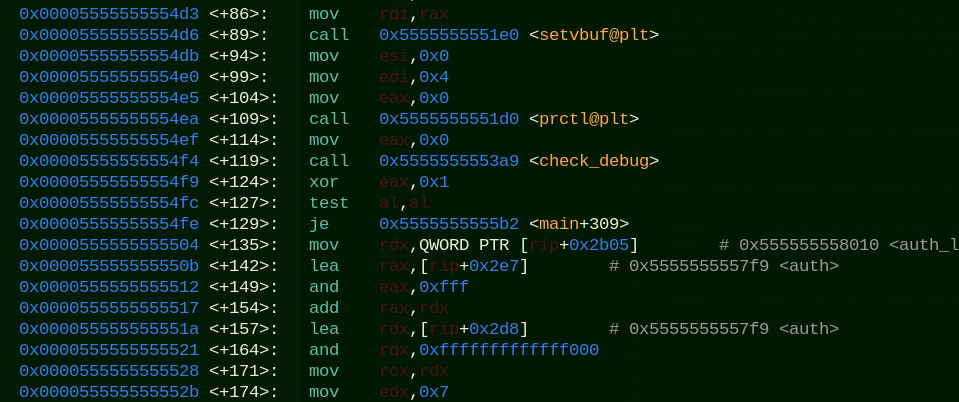 0x00005555555554d3 <+86>: mov rdi,rax
0x00005555555554d6 <+89>: call 0x5555555551e0 <setvbuf@plt>
0x00005555555554db <+94>: mov esi,0x0
0x00005555555554e0 <+99>: mov edi,0x4
0x00005555555554e5 <+104>: mov eax,0x0
0x00005555555554ea <+109>: call 0x5555555551d0 <prctl@plt>
0x00005555555554ef <+114>: mov eax,0x0
0x00005555555554f4 <+119>: call 0x5555555553a9 <check_debug>
0x00005555555554f9 <+124>: xor eax,0x1
0x00005555555554fc <+127>: test al,al
0x00005555555554fe <+129>: je 0x5555555555b2 <main+309>
0x0000555555555504 <+135>: mov rdx,QWORD PTR [rip+0x2b05] # 0x555555558010 <auth_l
0x000055555555550b <+142>: lea rax,[rip+0x2e7] # 0x5555555557f9 <auth>
0x0000555555555512 <+149>: and eax,0xfff
0x0000555555555517 <+154>: add rax,rdx
0x000055555555551a <+157>: lea rdx,[rip+0x2d8] # 0x5555555557f9 <auth>
0x0000555555555521 <+164>: and rdx,0xfffffffffffff000
0x0000555555555528 <+171>: mov rcx,rdx
0x000055555555552b <+174>: mov edx,0x7